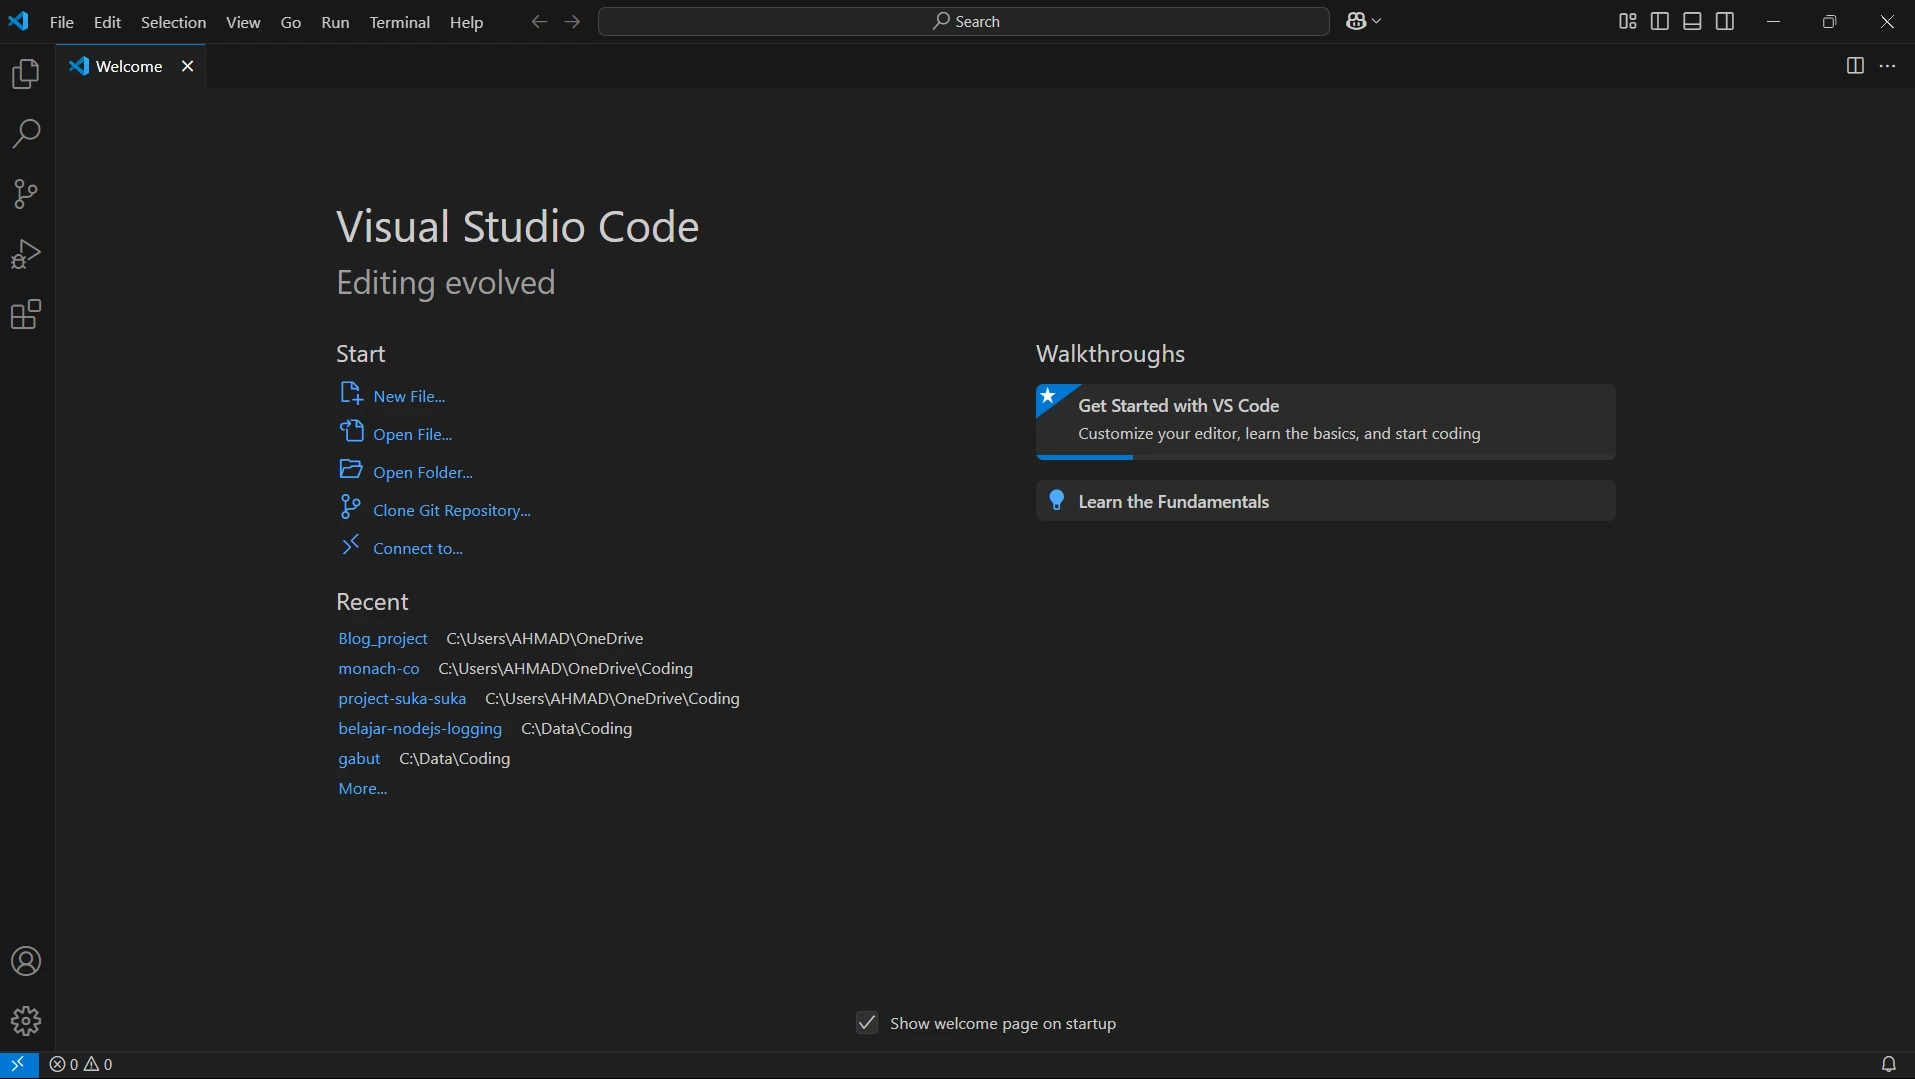 File Edit Selection View Go Run Terminal Help
Search
Welcome
Visual Studio Code
Editing evolved
Start
New File...
Open File...
Open Folder...
Clone Git Repository...
Connect to...
Recent
Blog_project C:\Users\AHMAD\OneDrive
monach-co C:\Users\AHMAD\OneDrive\Coding
project-suka-suka C:\Users\AHMAD\OneDrive\Coding
belajar-nodejs-logging C:\Data\Coding
gabut C:\Data\Coding
More...
Walkthroughs
Get Started with VS Code
Customize your editor, learn the basics, and start coding
Learn the Fundamentals
Show welcome page on startup
0 0